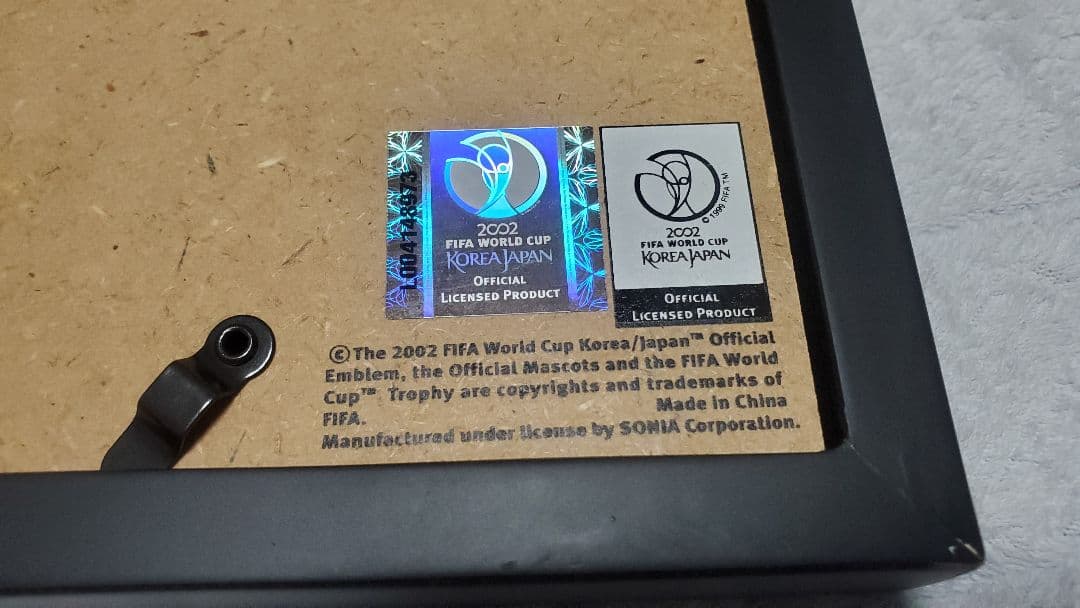 L004148973
2002
FIFA WORLD CUP
KOREA JAPAN
OFFICIAL
LICENSED PRODUCT
© 1999 FIFA TM
2002
FIFA WORLD CUP
KOREA JAPAN
OFFICIAL
LICENSED PRODUCT
©The 2002 FIFA World Cup Korea/Japan™ Official
Emblem, the Official Mascots and the FIFA World
Cup™ Trophy are copyrights and trademarks of
FIFA. Made in China
Manufactured under license by SONIA Corporation.